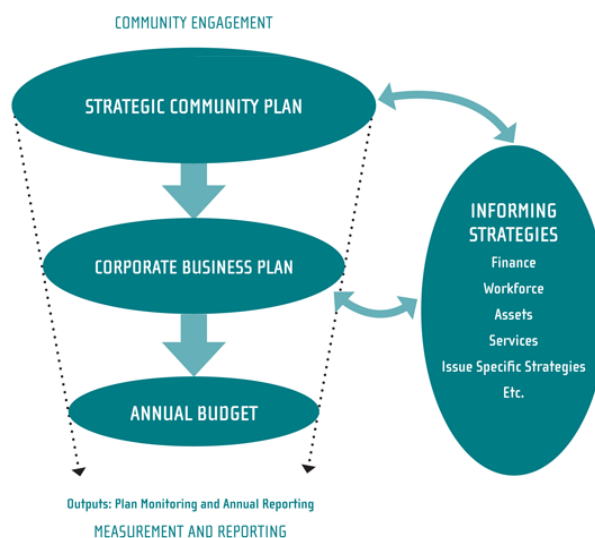 COMMUNITY ENGAGEMENT
STRATEGIC COMMUNITY PLAN
CORPORATE BUSINESS PLAN
ANNUAL BUDGET
INFORMING
STRATEGIES
Finance
Workforce
Assets
Services
Issue Specific Strategies
Etc.
Outputs: Plan Monitoring and Annual Reporting
MEASUREMENT AND REPORTING